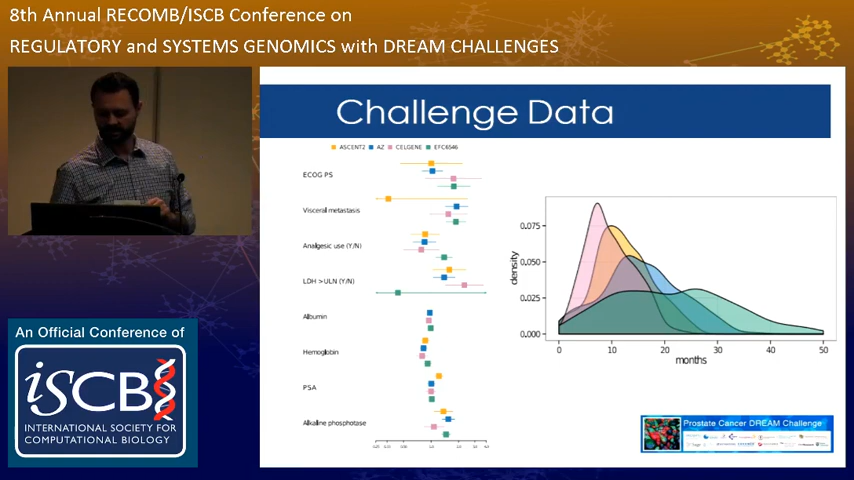 8th Annual RECOMB/ISCB Conference on
REGULATORY and SYSTEMS GENOMICS with DREAM CHALLENGES
Challenge Data
ASCENT2 AZ CELGENE EFC6546
ECOG PS
Visceral metastasis
Analgesic use (Y/N)
LDH >ULN (Y/N)
Albumin
Hemoglobin
PSA
Alkaline phosphotase
density
0.075
0.050
0.025
0.000
0 10 20 30 40 50
months
Prostate Cancer DREAM Challenge
An Official Conference of
iSCB
INTERNATIONAL SOCIETY FOR
COMPUTATIONAL BIOLOGY